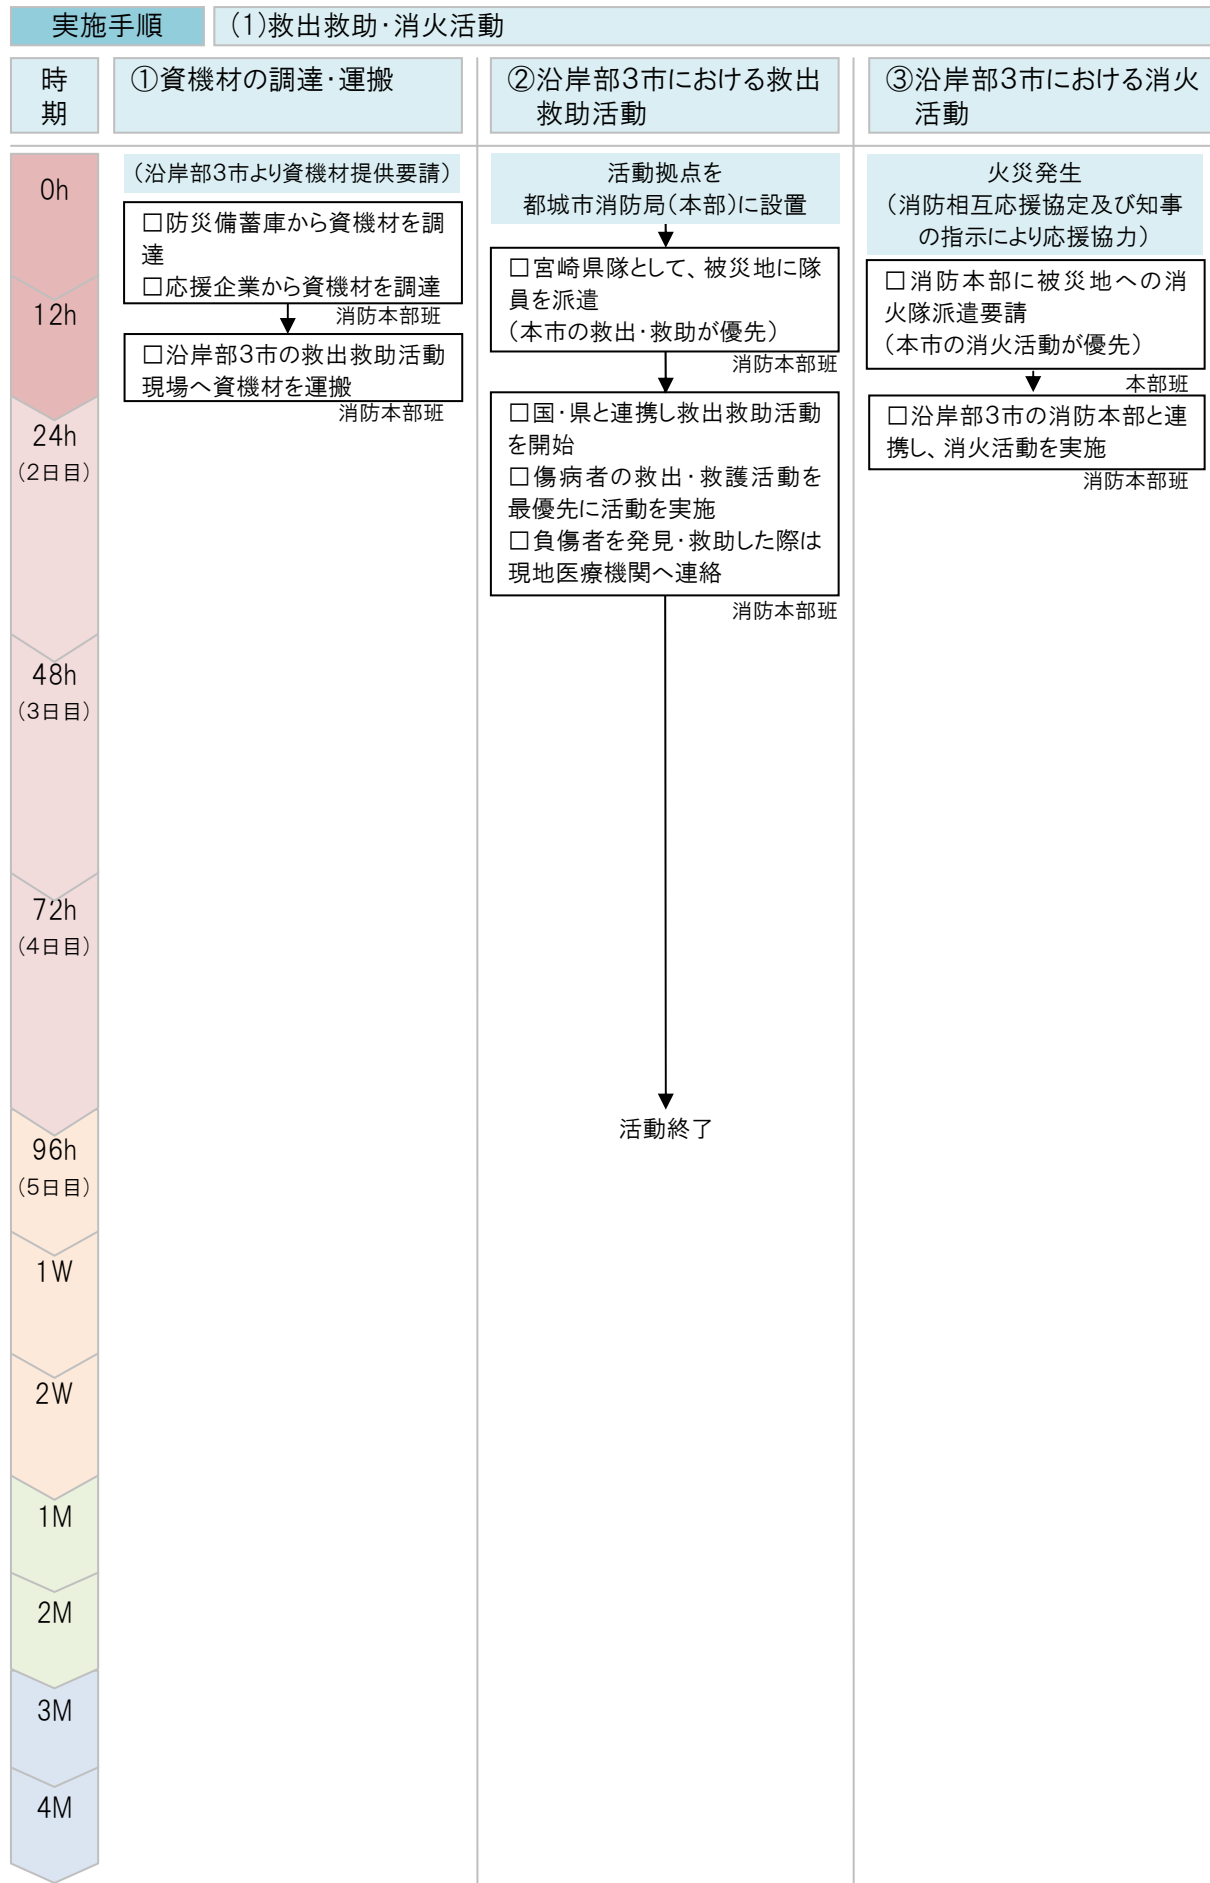 実施手順
(1)救出救助・消火活動
時
期
①資機材の調達・運搬
②沿岸部3市における救出
救助活動
③沿岸部3市における消火
活動
0h
12h
24h
(2日目)
48h
(3日目)
72h
(4日目)
96h
(5日目)
1W
2W
1M
2M
3M
4M
(沿岸部3市より資機材提供要請)
□防災備蓄庫から資機材を調
達
□応援企業から資機材を調達
消防本部班
□沿岸部3市の救出救助活動
現場へ資機材を運搬
消防本部班
活動拠点を
都城市消防局(本部)に設置
□宮崎県隊として、被災地に隊
員を派遣
(本市の救出・救助が優先)
消防本部班
□国・県と連携し救出救助活動
を開始
□傷病者の救出・救護活動を
最優先に活動を実施
□負傷者を発見・救助した際は
現地医療機関へ連絡
消防本部班
活動終了
火災発生
(消防相互応援協定及び知事
の指示により応援協力)
□消防本部に被災地への消
火隊派遣要請
(本市の消火活動が優先)
本部班
□沿岸部3市の消防本部と連
携し、消火活動を実施
消防本部班